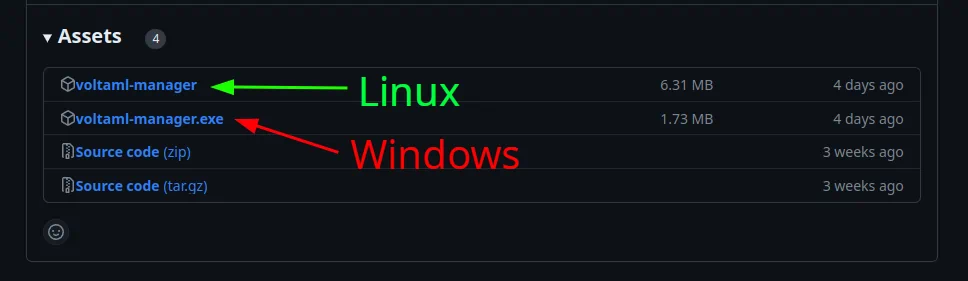 Assets 4
voltaml-manager Linux 6.31 MB 4 days ago
voltaml-manager.exe 1.73 MB 4 days ago
Windows
Source code (zip) 3 weeks ago
Source code (tar.gz) 3 weeks ago